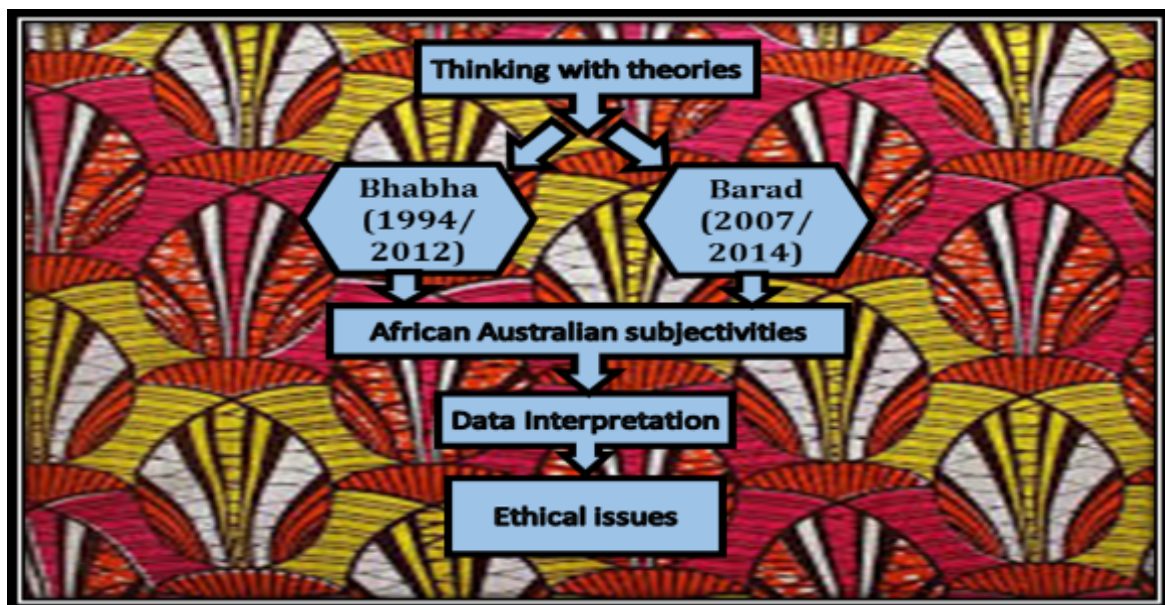 Thinking with theories
Bhabha
(1994/
2012)
Barad
(2007/
2014)
African Australian subjectivities
Data Interpretation
Ethical issues